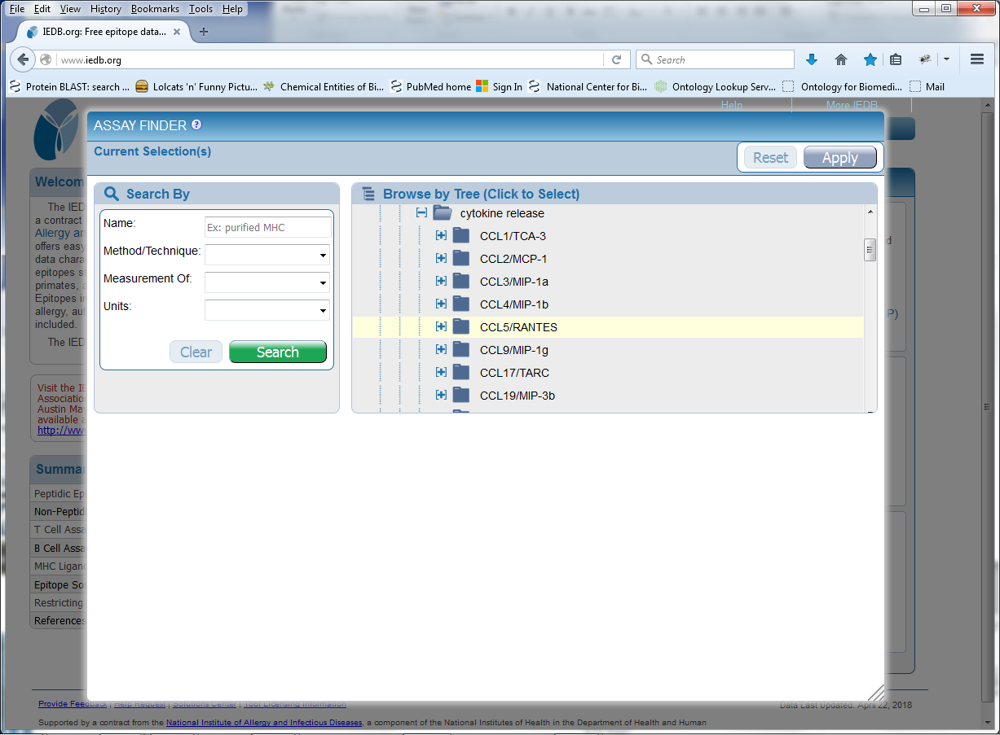 File Edit View History Bookmarks Tools Help
IEDB.org: Free epitope data...
www.iedb.org
Search
Protein BLAST: search ... Lolcats 'n' Funny Pictu... Chemical Entities of Bi... PubMed home Sign In National Center for Bi... Ontology Lookup Serv... Ontology for Biomedi... Mail
Help More IEDB
ASSAY FINDER ?
Current Selection(s)
Reset Apply
Welcom
Search By
Browse by Tree (Click to Select)
The IED
a contract
Allergy an
offers easy
data chara
epitopes s
primates, a
Epitopes i
allergy, au
included.
The IED
Name:
Ex: purified MHC
Method/Technique:
Measurement Of:
Units:
Clear Search
cytokine release
CCL1/TCA-3
CCL2/MCP-1
CCL3/MIP-1a
CCL4/MIP-1b
CCL5/RANTES
CCL9/MIP-1g
CCL17/TARC
CCL19/MIP-3b
d
P)
Visit the IE
Association
Austin May
available a
http://ww
Summa
Peptidic Ep
Non-Peptid
T Cell Assa
B Cell Assa
MHC Ligan
Epitope So
Restricting
References
Provide Feedback | Help Request | Solutions Center | Tool Licensing Information
Data Last Updated: April 22, 2018
Supported by a contract from the National Institute of Allergy and Infectious Diseases, a component of the National Institutes of Health in the Department of Health and Human